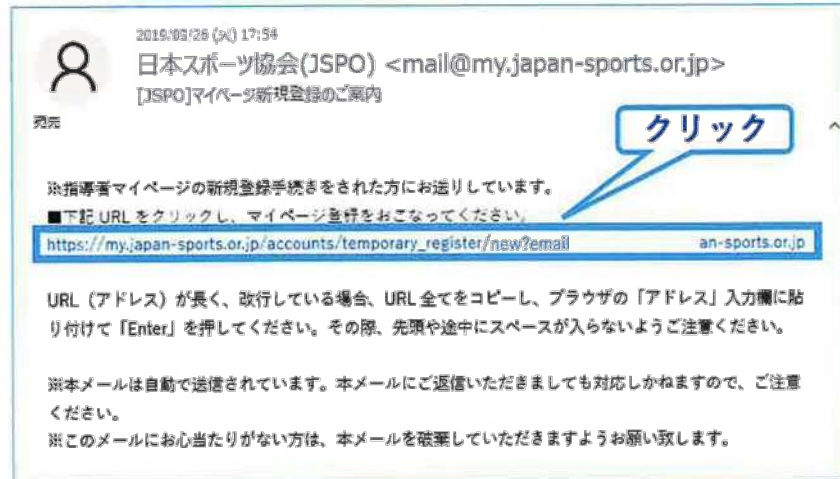 2019/03/26 (火) 17:54
日本スポーツ協会(JSPO) <mail@my.japan-sports.or.jp>
[JSPO]マイページ新規登録のご案内
宛先
クリック
※指導者マイページの新規登録手続きをされた方にお送りしています。
■下記 URL をクリックし、マイページ登録をおこなってください。
https://my.japan-sports.or.jp/accounts/temporary_register/new?email an-sports.or.jp
URL（アドレス）が長く、改行している場合、URL 全てをコピーし、ブラウザの「アドレス」入力欄に貼
り付けて「Enter」を押してください。その際、先頭や途中にスペースが入らないようご注意ください。
※本メールは自動で送信されています。本メールにご返信いただきましても対応しかねますので、ご注意
ください。
※このメールにお心当たりがない方は、本メールを破棄していただきますようお願い致します。